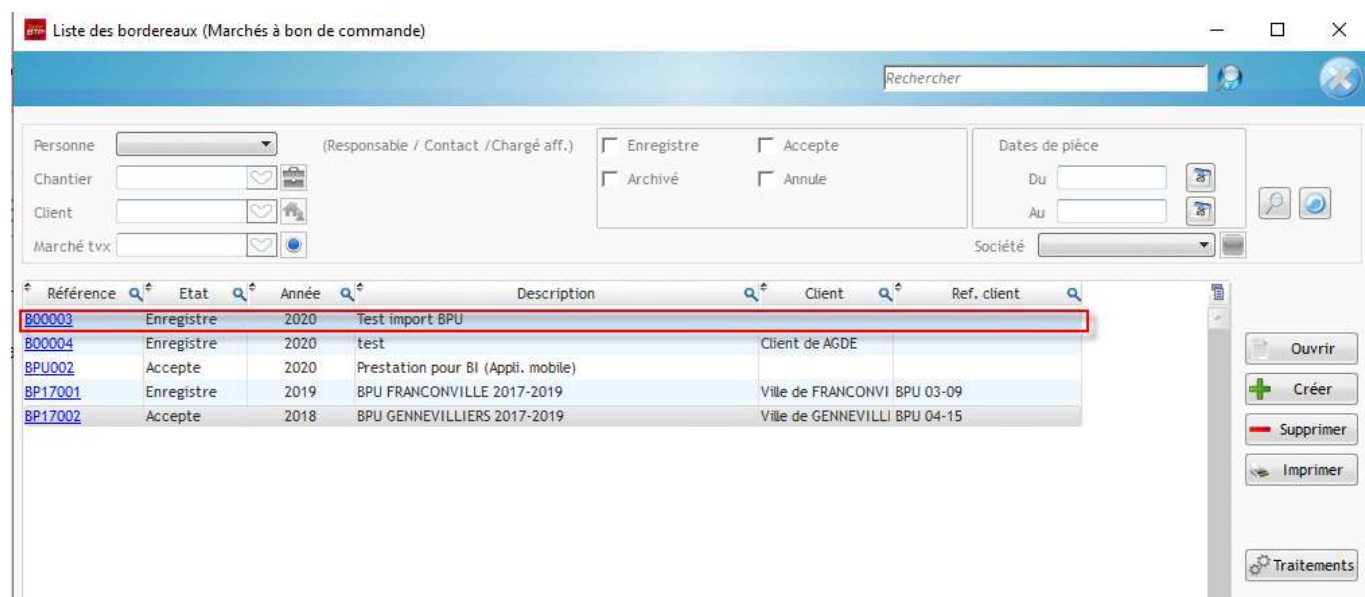 BTP Liste des bordereaux (Marchés à bon de commande)
Rechercher
Personne (Responsable / Contact /Chargé aff.) Enregistre Accepte Dates de pièce
Chantier Archivé Annule Du
Client Au
Marché tvx Société
Référence Etat Année Description Client Ref. client
B00003 Enregistre 2020 Test import BPU
B00004 Enregistre 2020 test Client de AGDE
BPU002 Accepte 2020 Prestation pour BI (Appli. mobile)
BP17001 Enregistre 2019 BPU FRANCONVILLE 2017-2019 Ville de FRANCONVI BPU 03-09
BP17002 Accepte 2018 BPU GENNEVILLIERS 2017-2019 Ville de GENNEVILLI BPU 04-15
Ouvrir
Créer
Supprimer
Imprimer
Traitements